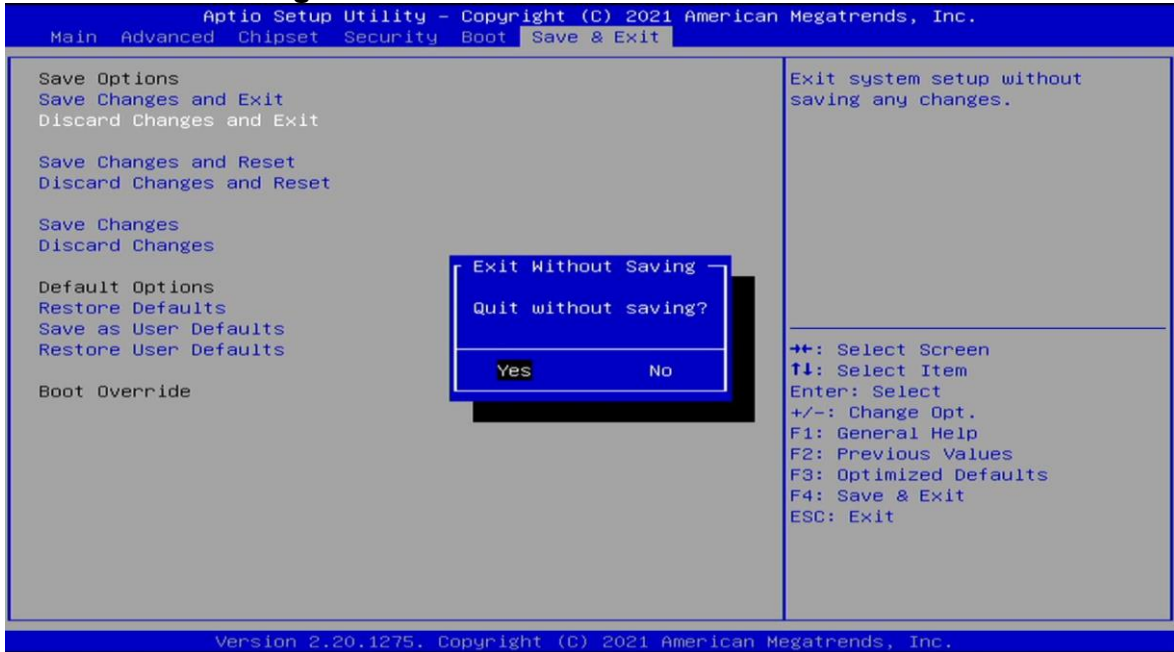 Aptio Setup Utility – Copyright (C) 2021 American Megatrends, Inc.
Main Advanced Chipset Security Boot Save & Exit
Save Options
Save Changes and Exit
Discard Changes and Exit
Save Changes and Reset
Discard Changes and Reset
Save Changes
Discard Changes
Default Options
Restore Defaults
Save as User Defaults
Restore User Defaults
Boot Override
Exit Without Saving
Quit without saving?
Yes No
Exit system setup without
saving any changes.
→←: Select Screen
↑↓: Select Item
Enter: Select
+/-: Change Opt.
F1: General Help
F2: Previous Values
F3: Optimized Defaults
F4: Save & Exit
ESC: Exit
Version 2.20.1275. Copyright (C) 2021 American Megatrends, Inc.